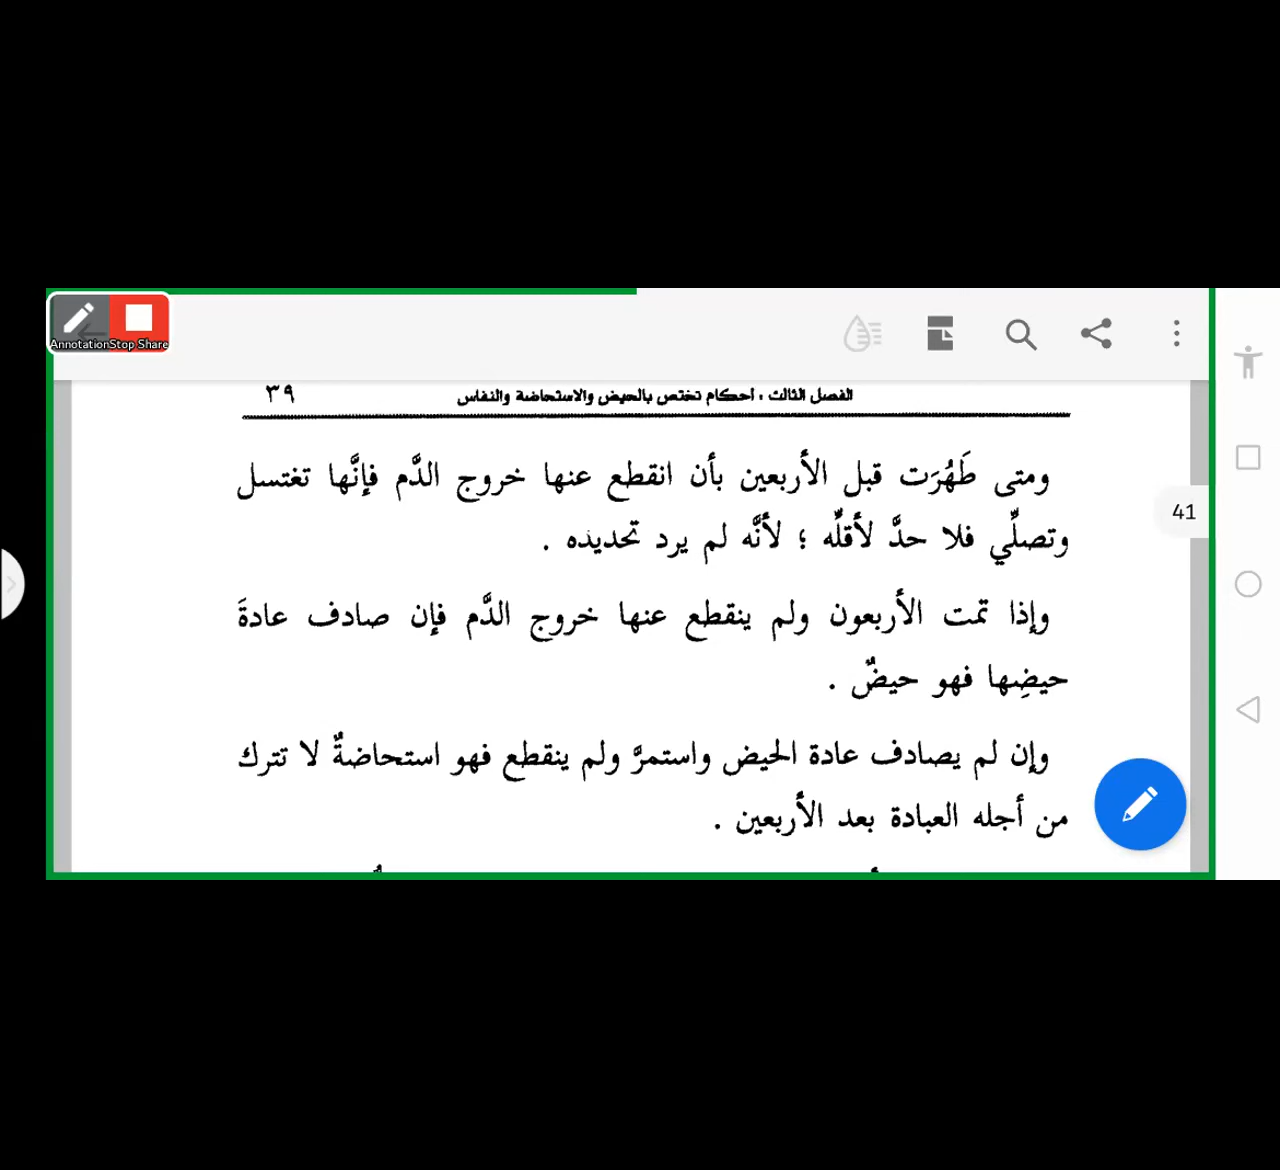 Annotation Stop Share
الفصل الثالث : أحكام تختص بالحيض والاستحاضة والنفاس ٣٩
ومتى طَهُرَت قبل الأربعين بأن انقطع عنها خروج الدَّم فإنَّها تغتسل
41
وتصلِّي فلا حدَّ لأقلِّه ؛ لأنَّه لم يرد تحديده .
وإذا تمت الأربعون ولم ينقطع عنها خروج الدَّم فإن صادف عادةَ
حيضِها فهو حيضٌ .
وإن لم يصادف عادة الحيض واستمرَّ ولم ينقطع فهو استحاضةٌ لا تترك
من أجله العبادة بعد الأربعين .